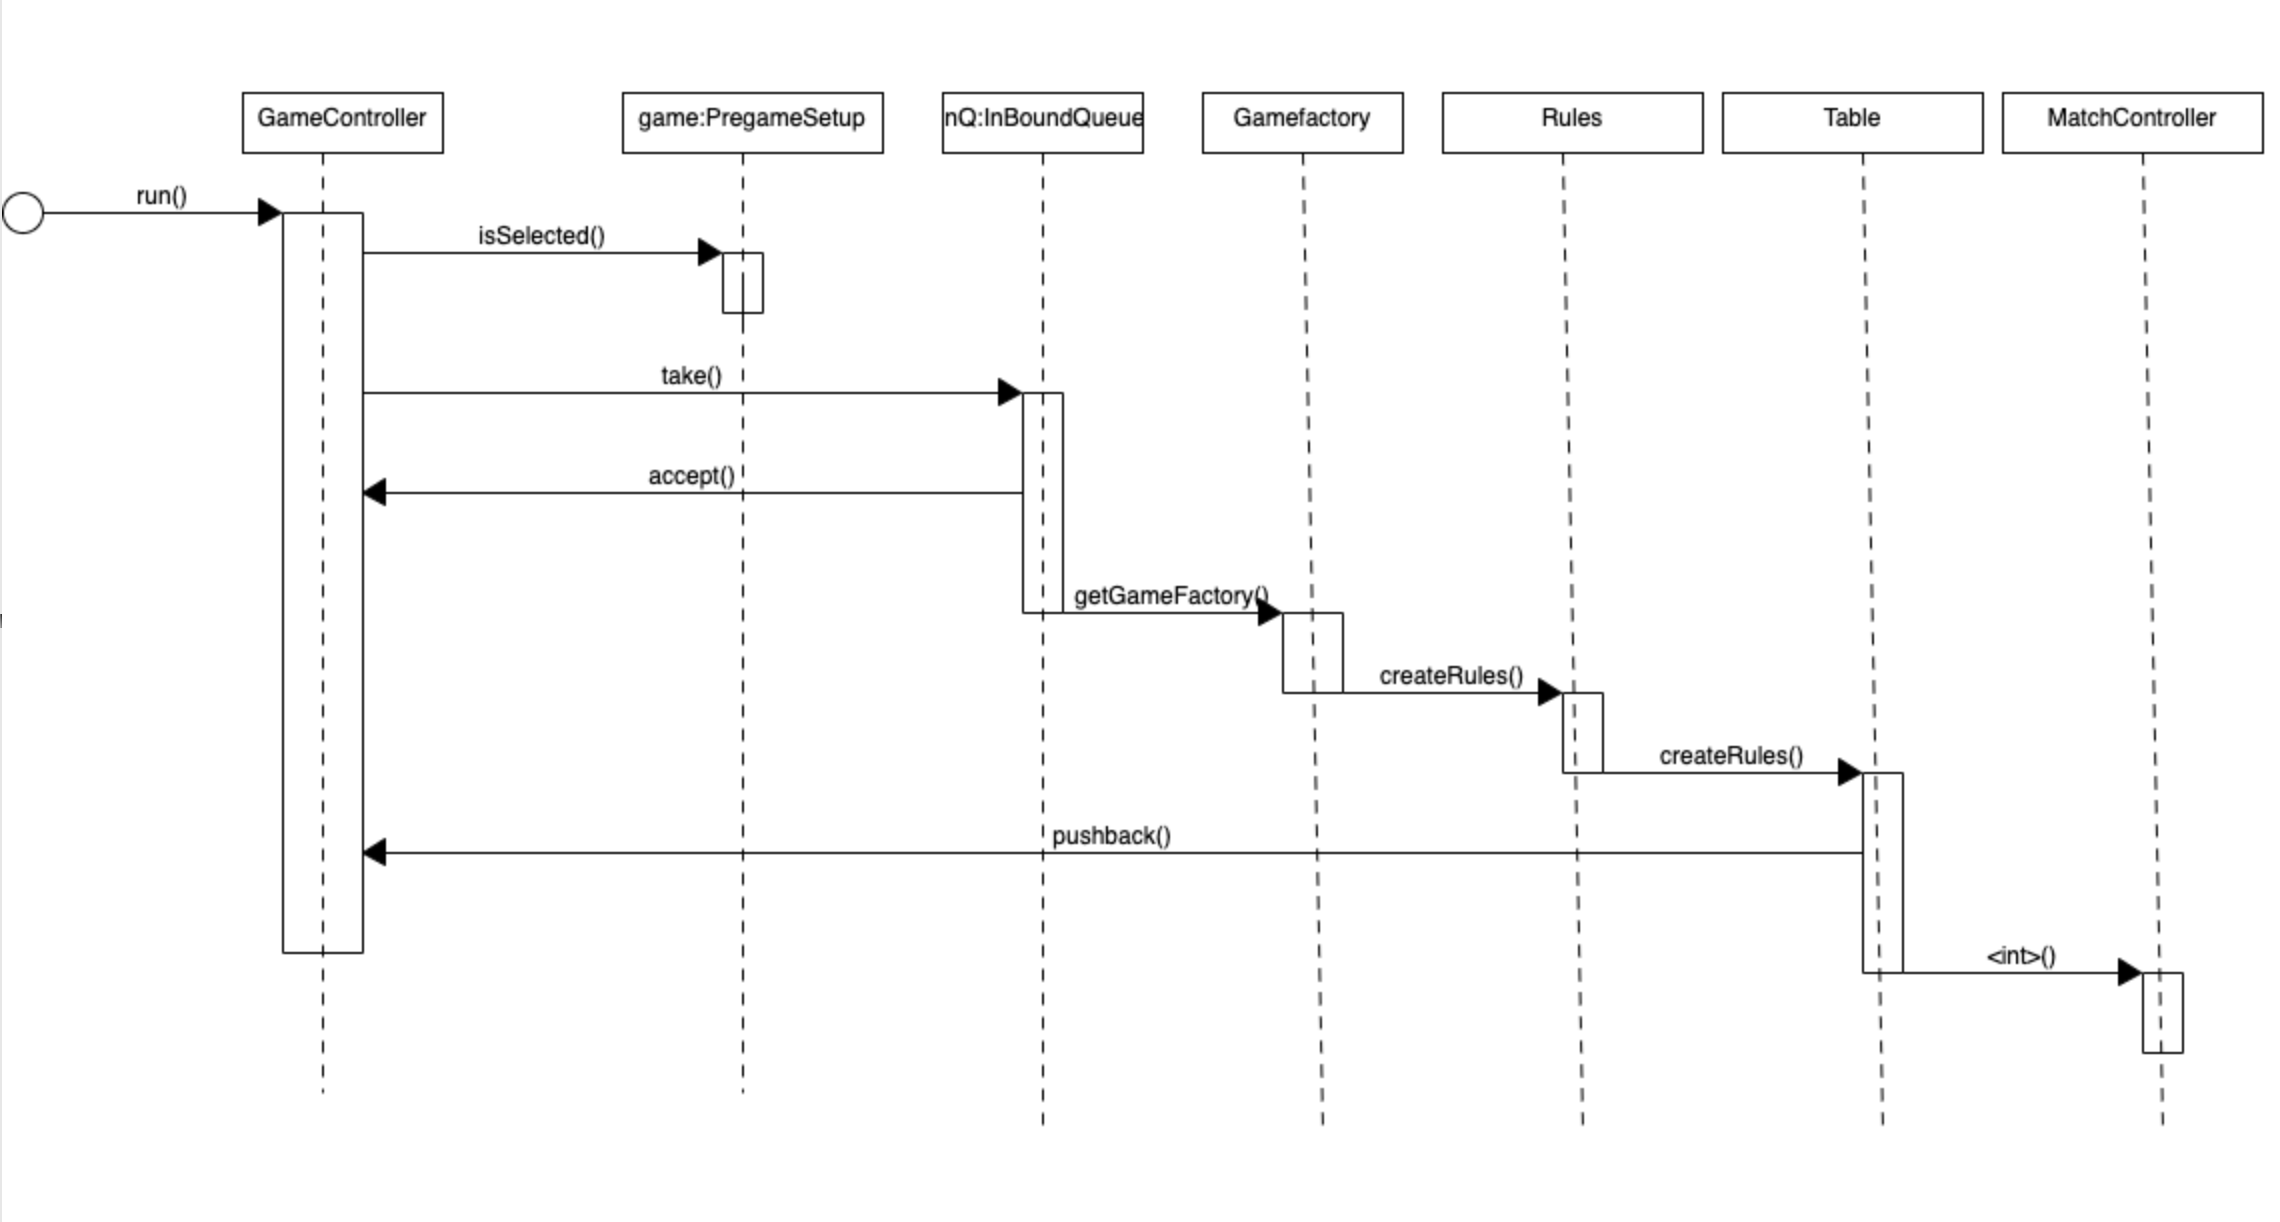 GameController
game:PregameSetup
nQ:InBoundQueue
Gamefactory
Rules
Table
MatchController
run()
isSelected()
take()
accept()
getGameFactory()
createRules()
createRules()
pushback()
<int>()